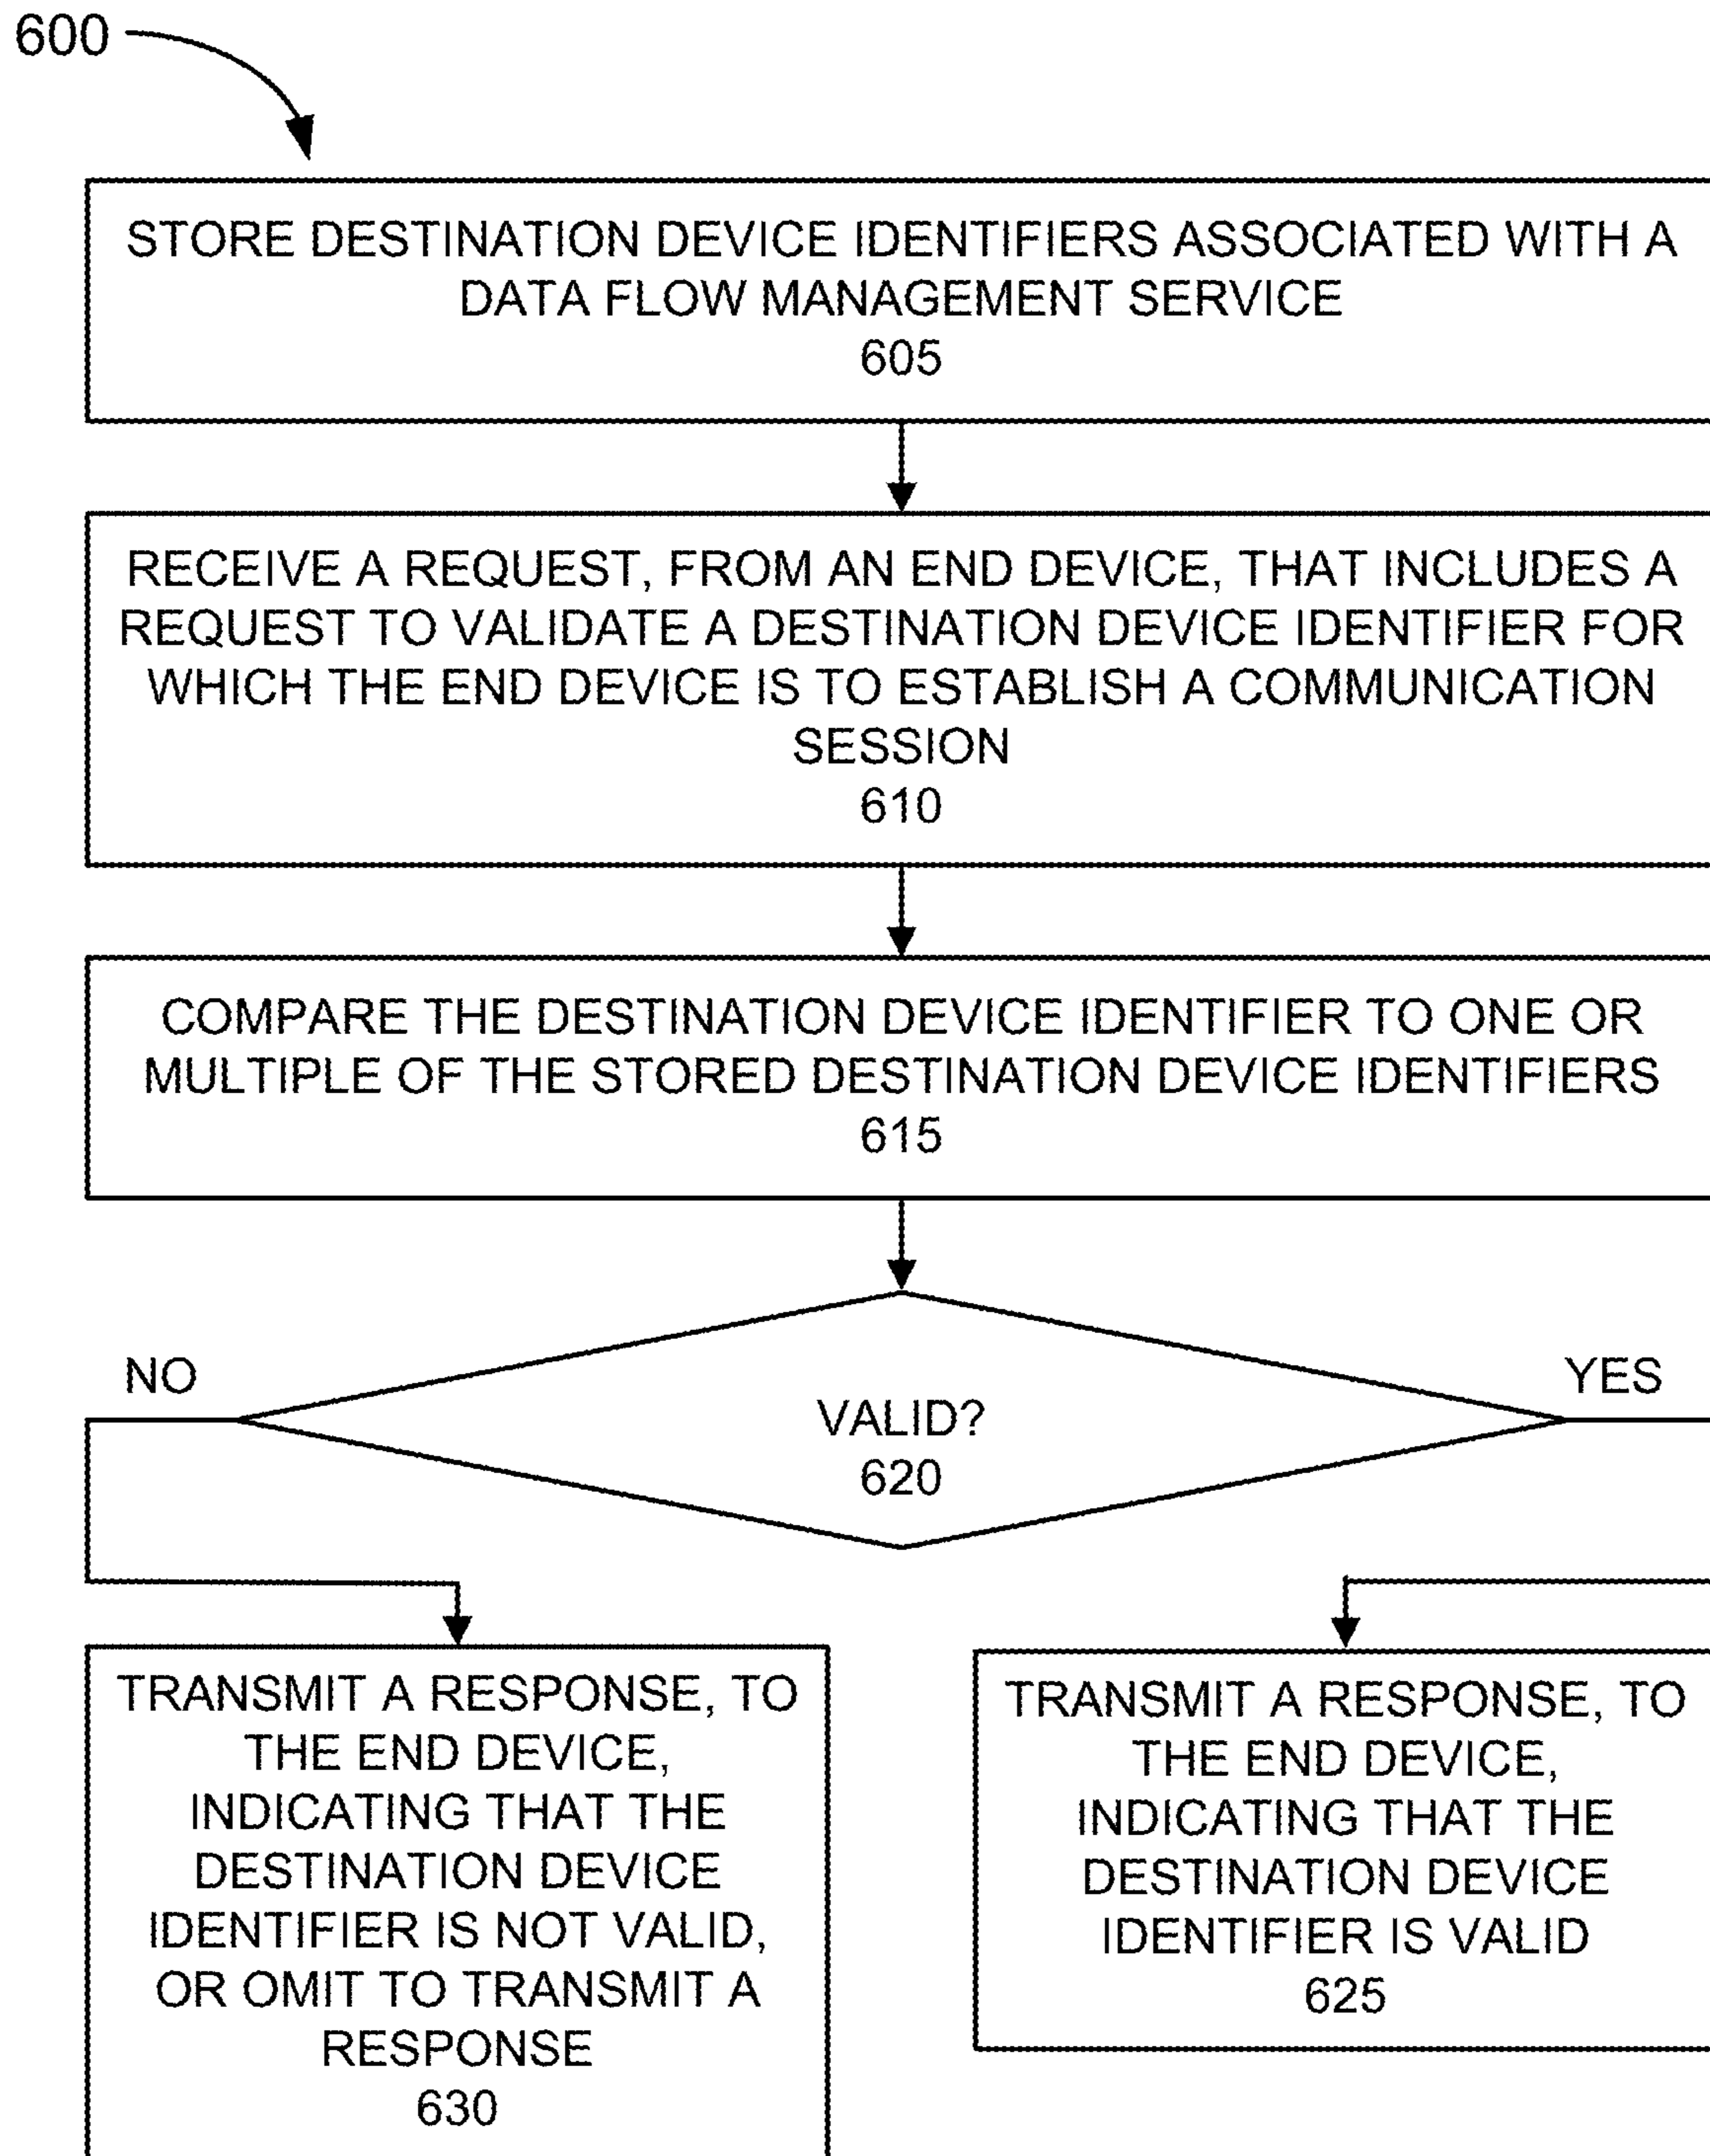 600
STORE DESTINATION DEVICE IDENTIFIERS ASSOCIATED WITH A
DATA FLOW MANAGEMENT SERVICE
605
RECEIVE A REQUEST, FROM AN END DEVICE, THAT INCLUDES A
REQUEST TO VALIDATE A DESTINATION DEVICE IDENTIFIER FOR
WHICH THE END DEVICE IS TO ESTABLISH A COMMUNICATION
SESSION
610
COMPARE THE DESTINATION DEVICE IDENTIFIER TO ONE OR
MULTIPLE OF THE STORED DESTINATION DEVICE IDENTIFIERS
615
NO
YES
VALID?
620
TRANSMIT A RESPONSE, TO
THE END DEVICE,
INDICATING THAT THE
DESTINATION DEVICE
IDENTIFIER IS NOT VALID,
OR OMIT TO TRANSMIT A
RESPONSE
630
TRANSMIT A RESPONSE, TO
THE END DEVICE,
INDICATING THAT THE
DESTINATION DEVICE
IDENTIFIER IS VALID
625